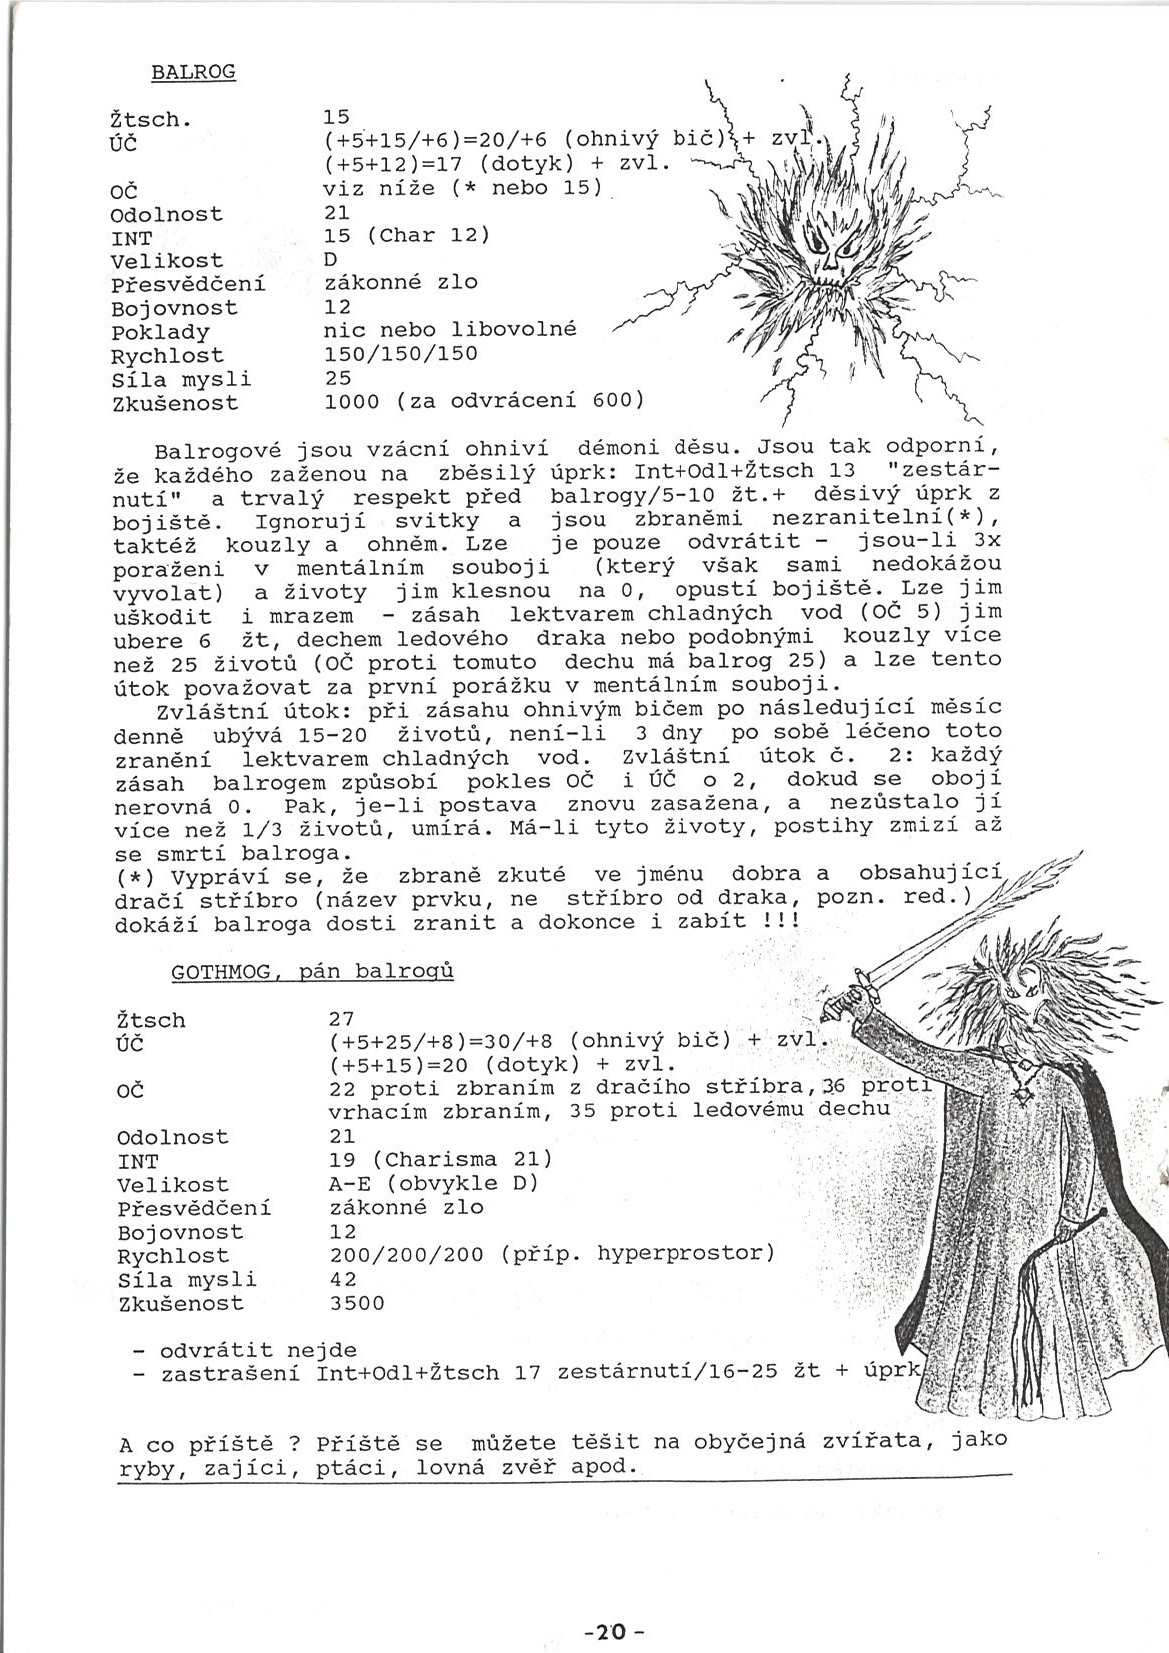 BALROG
Žtsch. 15
ÚČ (+5+15/+6)=20/+6 (ohnivý bič) + zvl.
(+5+12)=17 (dotyk) + zvl.
OČ viz níže (* nebo 15)
Odolnost 21
INT 15 (Char 12)
Velikost D
Přesvědčení zákonné zlo
Bojovnost 12
Poklady nic nebo libovolné
Rychlost 150/150/150
Síla mysli 25
Zkušenost 1000 (za odvrácení 600)
Balrogové jsou vzácní ohniví démoni děsu. Jsou tak odporní,
že každého zaženou na zběsilý úprk: Int+Odl+Žtsch 13 "zestár-
nutí" a trvalý respekt před balrogy/5-10 žt.+ děsivý úprk z
bojiště. Ignorují svitky a jsou zbraněmi nezranitelní(*),
taktéž kouzly a ohněm. Lze je pouze odvrátit - jsou-li 3x
poraženi v mentálním souboji (který však sami nedokážou
vyvolat) a životy jim klesnou na 0, opustí bojiště. Lze jim
uškodit i mrazem - zásah lektvarem chladných vod (OČ 5) jim
ubere 6 žt, dechem ledového draka nebo podobnými kouzly více
než 25 životů (OČ proti tomuto dechu má balrog 25) a lze tento
útok považovat za první porážku v mentálním souboji.
Zvláštní útok: při zásahu ohnivým bičem po následující měsíc
denně ubývá 15-20 životů, není-li 3 dny po sobě léčeno toto
zranění lektvarem chladných vod. Zvláštní útok č. 2: každý
zásah balrogem způsobí pokles OČ i ÚČ o 2, dokud se obojí
nerovná 0. Pak, je-li postava znovu zasažena, a nezůstalo jí
více než 1/3 životů, umírá. Má-li tyto životy, postihy zmizí až
se smrtí balroga.
(*) Vypráví se, že zbraně zkuté ve jménu dobra a obsahující
dračí stříbro (název prvku, ne stříbro od draka, pozn. red.)
dokáží balroga dosti zranit a dokonce i zabít !!!
GOTHMOG, pán balrogů
Žtsch 27
ÚČ (+5+25/+8)=30/+8 (ohnivý bič) + zvl.
(+5+15)=20 (dotyk) + zvl.
OČ 22 proti zbraním z dračího stříbra, 36 proti
vrhacím zbraním, 35 proti ledovému dechu
Odolnost 21
INT 19 (Charisma 21)
Velikost A-E (obvykle D)
Přesvědčení zákonné zlo
Bojovnost 12
Rychlost 200/200/200 (příp. hyperprostor)
Síla mysli 42
Zkušenost 3500
- odvrátit nejde
- zastrašení Int+Odl+Žtsch 17 zestárnutí/16-25 žt + úprk
A co příště ? Příště se můžete těšit na obyčejná zvířata, jako
ryby, zajíci, ptáci, lovná zvěř apod.
-20-